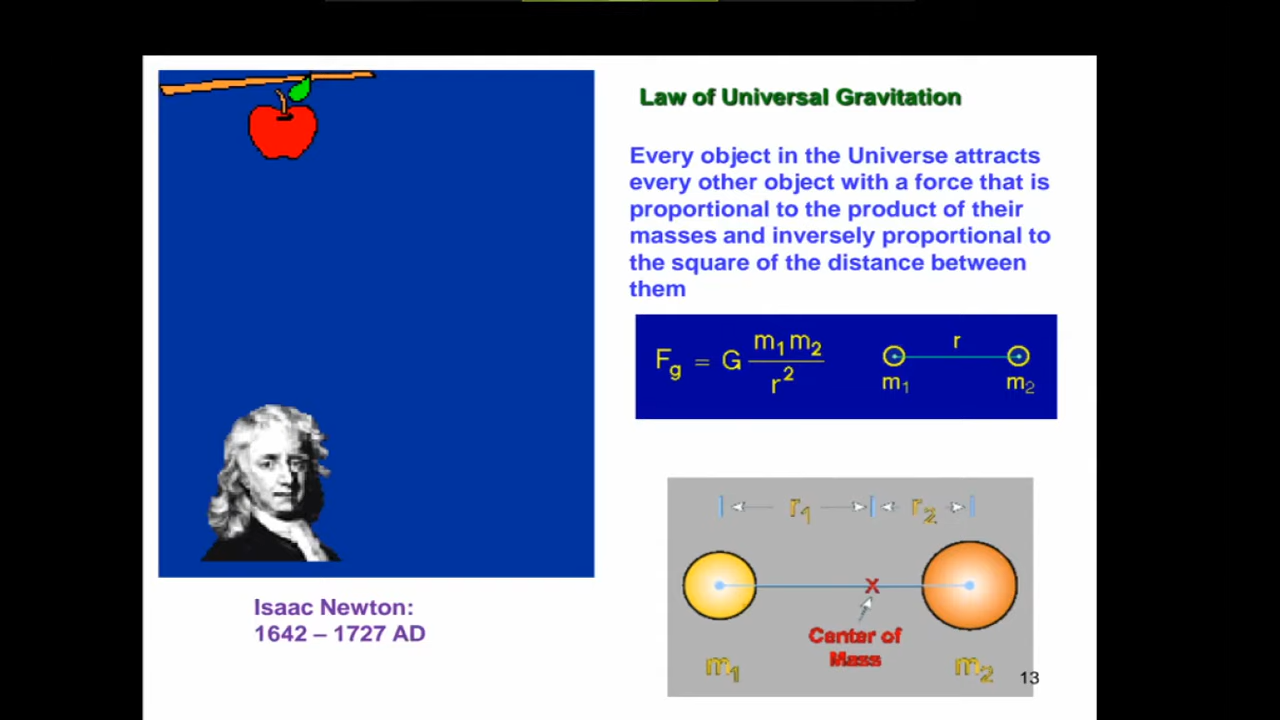 Law of Universal Gravitation
Every object in the Universe attracts
every other object with a force that is
proportional to the product of their
masses and inversely proportional to
the square of the distance between
them
F_g = G m₁m₂ / r²
r
m₁ m₂
r₁ r₂
x
Center of
Mass
m₁ m₂
13
Isaac Newton:
1642 – 1727 AD